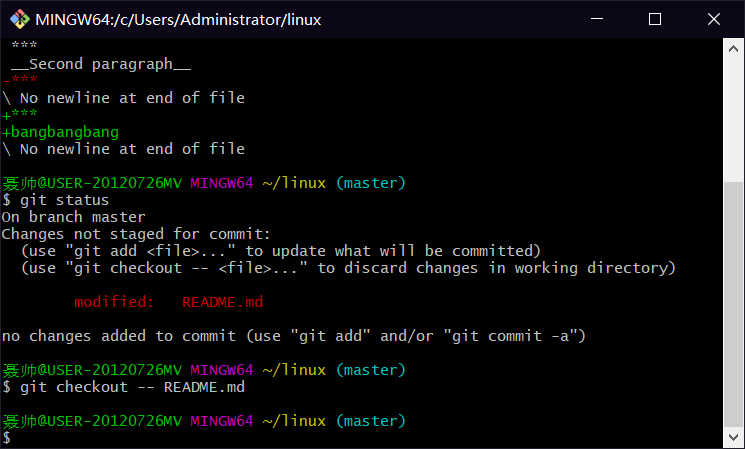 MINGW64:/c/Users/Administrator/linux
***
__Second paragraph__
-***
\ No newline at end of file
+***
+bangbangbang
\ No newline at end of file
聂帅@USER-20120726MV MINGW64 ~/linux (master)
$ git status
On branch master
Changes not staged for commit:
(use "git add <file>..." to update what will be committed)
(use "git checkout -- <file>..." to discard changes in working directory)
modified:   README.md
no changes added to commit (use "git add" and/or "git commit -a")
聂帅@USER-20120726MV MINGW64 ~/linux (master)
$ git checkout -- README.md
聂帅@USER-20120726MV MINGW64 ~/linux (master)
$